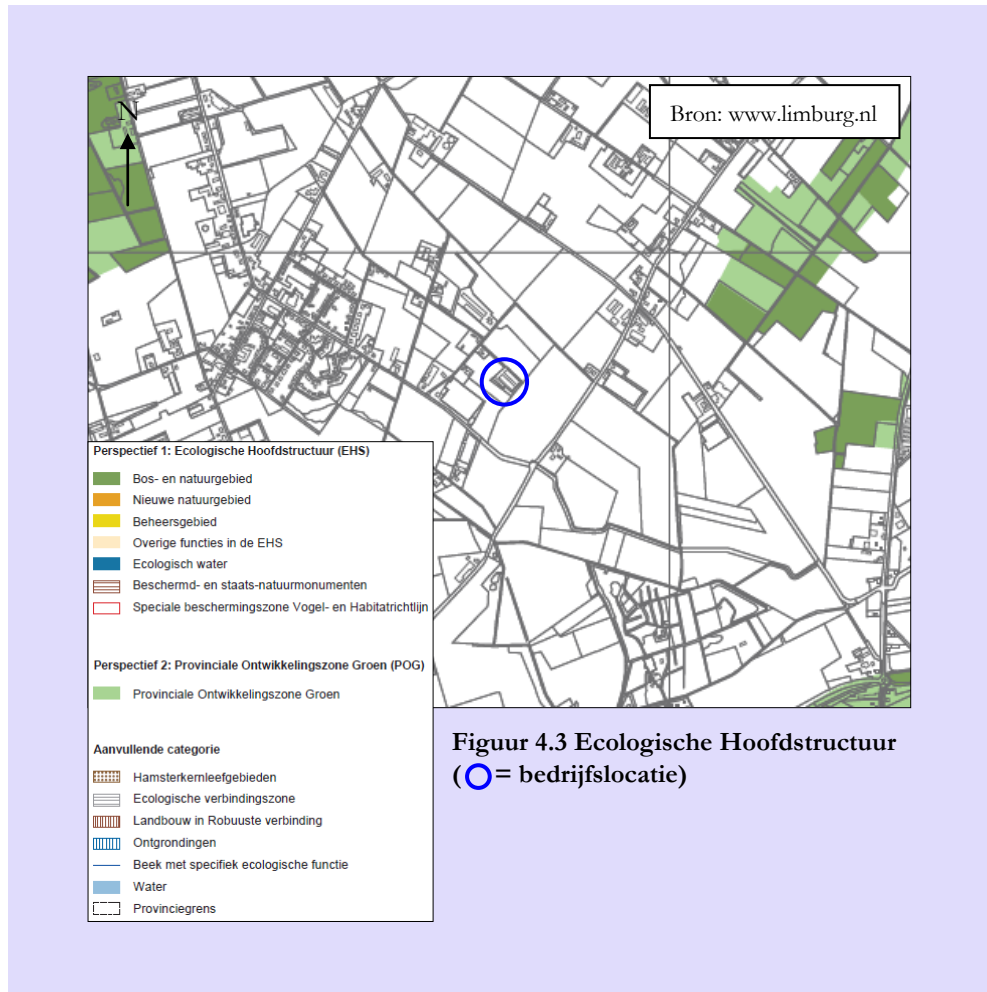 N
Bron: www.limburg.nl
Perspectief 1: Ecologische Hoofdstructuur (EHS)
Bos- en natuurgebied
Nieuwe natuurgebied
Beheersgebied
Overige functies in de EHS
Ecologisch water
Beschermd- en staats-natuurmonumenten
Speciale beschermingszone Vogel- en Habitatrichtlijn
Perspectief 2: Provinciale Ontwikkelingszone Groen (POG)
Provinciale Ontwikkelingszone Groen
Aanvullende categorie
Hamsterkernleefgebieden
Ecologische verbindingszone
Landbouw in Robuuste verbinding
Ontgrondingen
Beek met specifiek ecologische functie
Water
Provinciegrens
Figuur 4.3 Ecologische Hoofdstructuur
( = bedrijfslocatie)